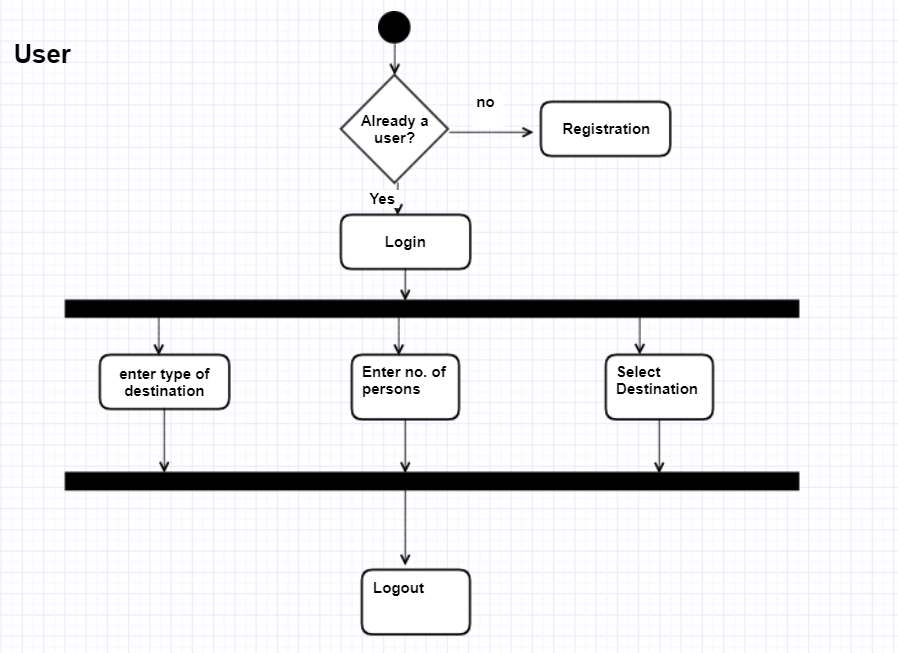 User
no
Already a
user?
Registration
Yes
Login
enter type of
destination
Enter no. of
persons
Select
Destination
Logout